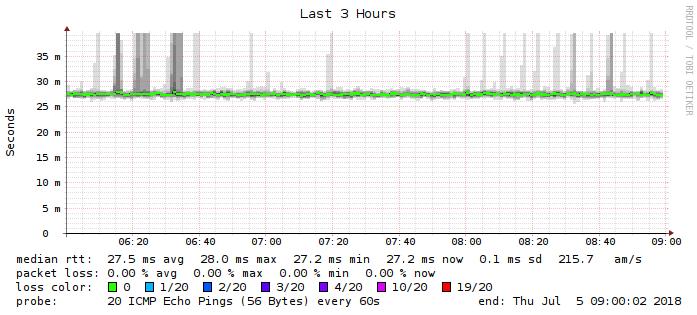 Last 3 Hours
RRDTOOL / TOBI OETIKER
Seconds
35 m
30 m
25 m
20 m
15 m
10 m
5 m
0
06:20 06:40 07:00 07:20 07:40 08:00 08:20 08:40 09:00
median rtt: 27.5 ms avg 28.0 ms max 27.2 ms min 27.2 ms now 0.1 ms sd 215.7 am/s
packet loss: 0.00 % avg 0.00 % max 0.00 % min 0.00 % now
loss color: 0 1/20 2/20 3/20 4/20 10/20 19/20
probe: 20 ICMP Echo Pings (56 Bytes) every 60s end: Thu Jul 5 09:00:02 2018